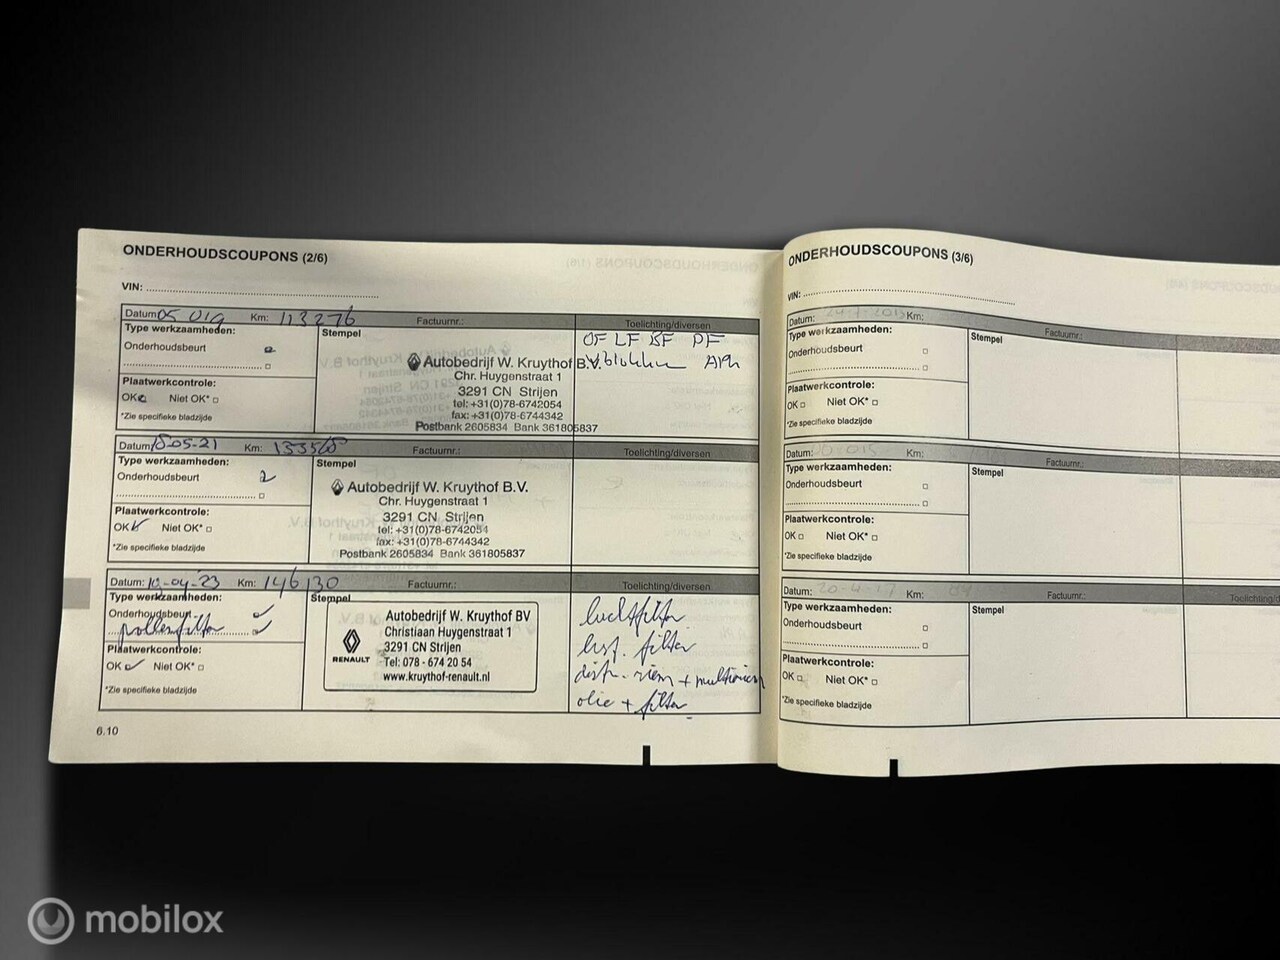 ONDERHOUDSCOUPONS (2/6)
VIN:
Datum: Km: 113276 Factuurnr.: Toelichting/diversen
Type werkzaamheden: Stempel OF LF BF PF
Onderhoudsbeurt
Autobedrijf W. Kruythof B.V.
Chr. Huygenstraat 1
3291 CN Strijen
tel: +31(0)78-6742054
fax: +31(0)78-6744342
Postbank 2605834 Bank 361805837
Plaatwerkcontrole:
OK Niet OK*
*Zie specifieke bladzijde
Datum: 18-05-21 Km: Factuurnr.: Toelichting/diversen
Type werkzaamheden: Stempel
Onderhoudsbeurt
Autobedrijf W. Kruythof B.V.
Chr. Huygenstraat 1
3291 CN Strijen
tel: +31(0)78-6742054
fax: +31(0)78-6744342
Postbank 2605834 Bank 361805837
Plaatwerkcontrole:
OK Niet OK*
*Zie specifieke bladzijde
Datum: Km: 146130 Factuurnr.: Toelichting/diversen
Type werkzaamheden: Stempel
Onderhoudsbeurt
pollenfilter
Autobedrijf W. Kruythof BV
Christiaan Huygenstraat 1
3291 CN Strijen
Tel: 078 - 674 20 54
www.kruythof-renault.nl
RENAULT
luchtfilter
filter
distr. riem + multiriem
olie + filter
Plaatwerkcontrole:
OK Niet OK*
*Zie specifieke bladzijde
6.10
ONDERHOUDSCOUPONS (3/6)
VIN:
Datum: Km: Factuurnr.:
Type werkzaamheden: Stempel
Onderhoudsbeurt
Plaatwerkcontrole:
OK Niet OK*
*Zie specifieke bladzijde
Datum: Km: Factuurnr.:
Type werkzaamheden: Stempel
Onderhoudsbeurt
Plaatwerkcontrole:
OK Niet OK*
*Zie specifieke bladzijde
Datum: Km: Factuurnr.:
Type werkzaamheden: Stempel
Onderhoudsbeurt
Plaatwerkcontrole:
OK Niet OK*
*Zie specifieke bladzijde
mobilox